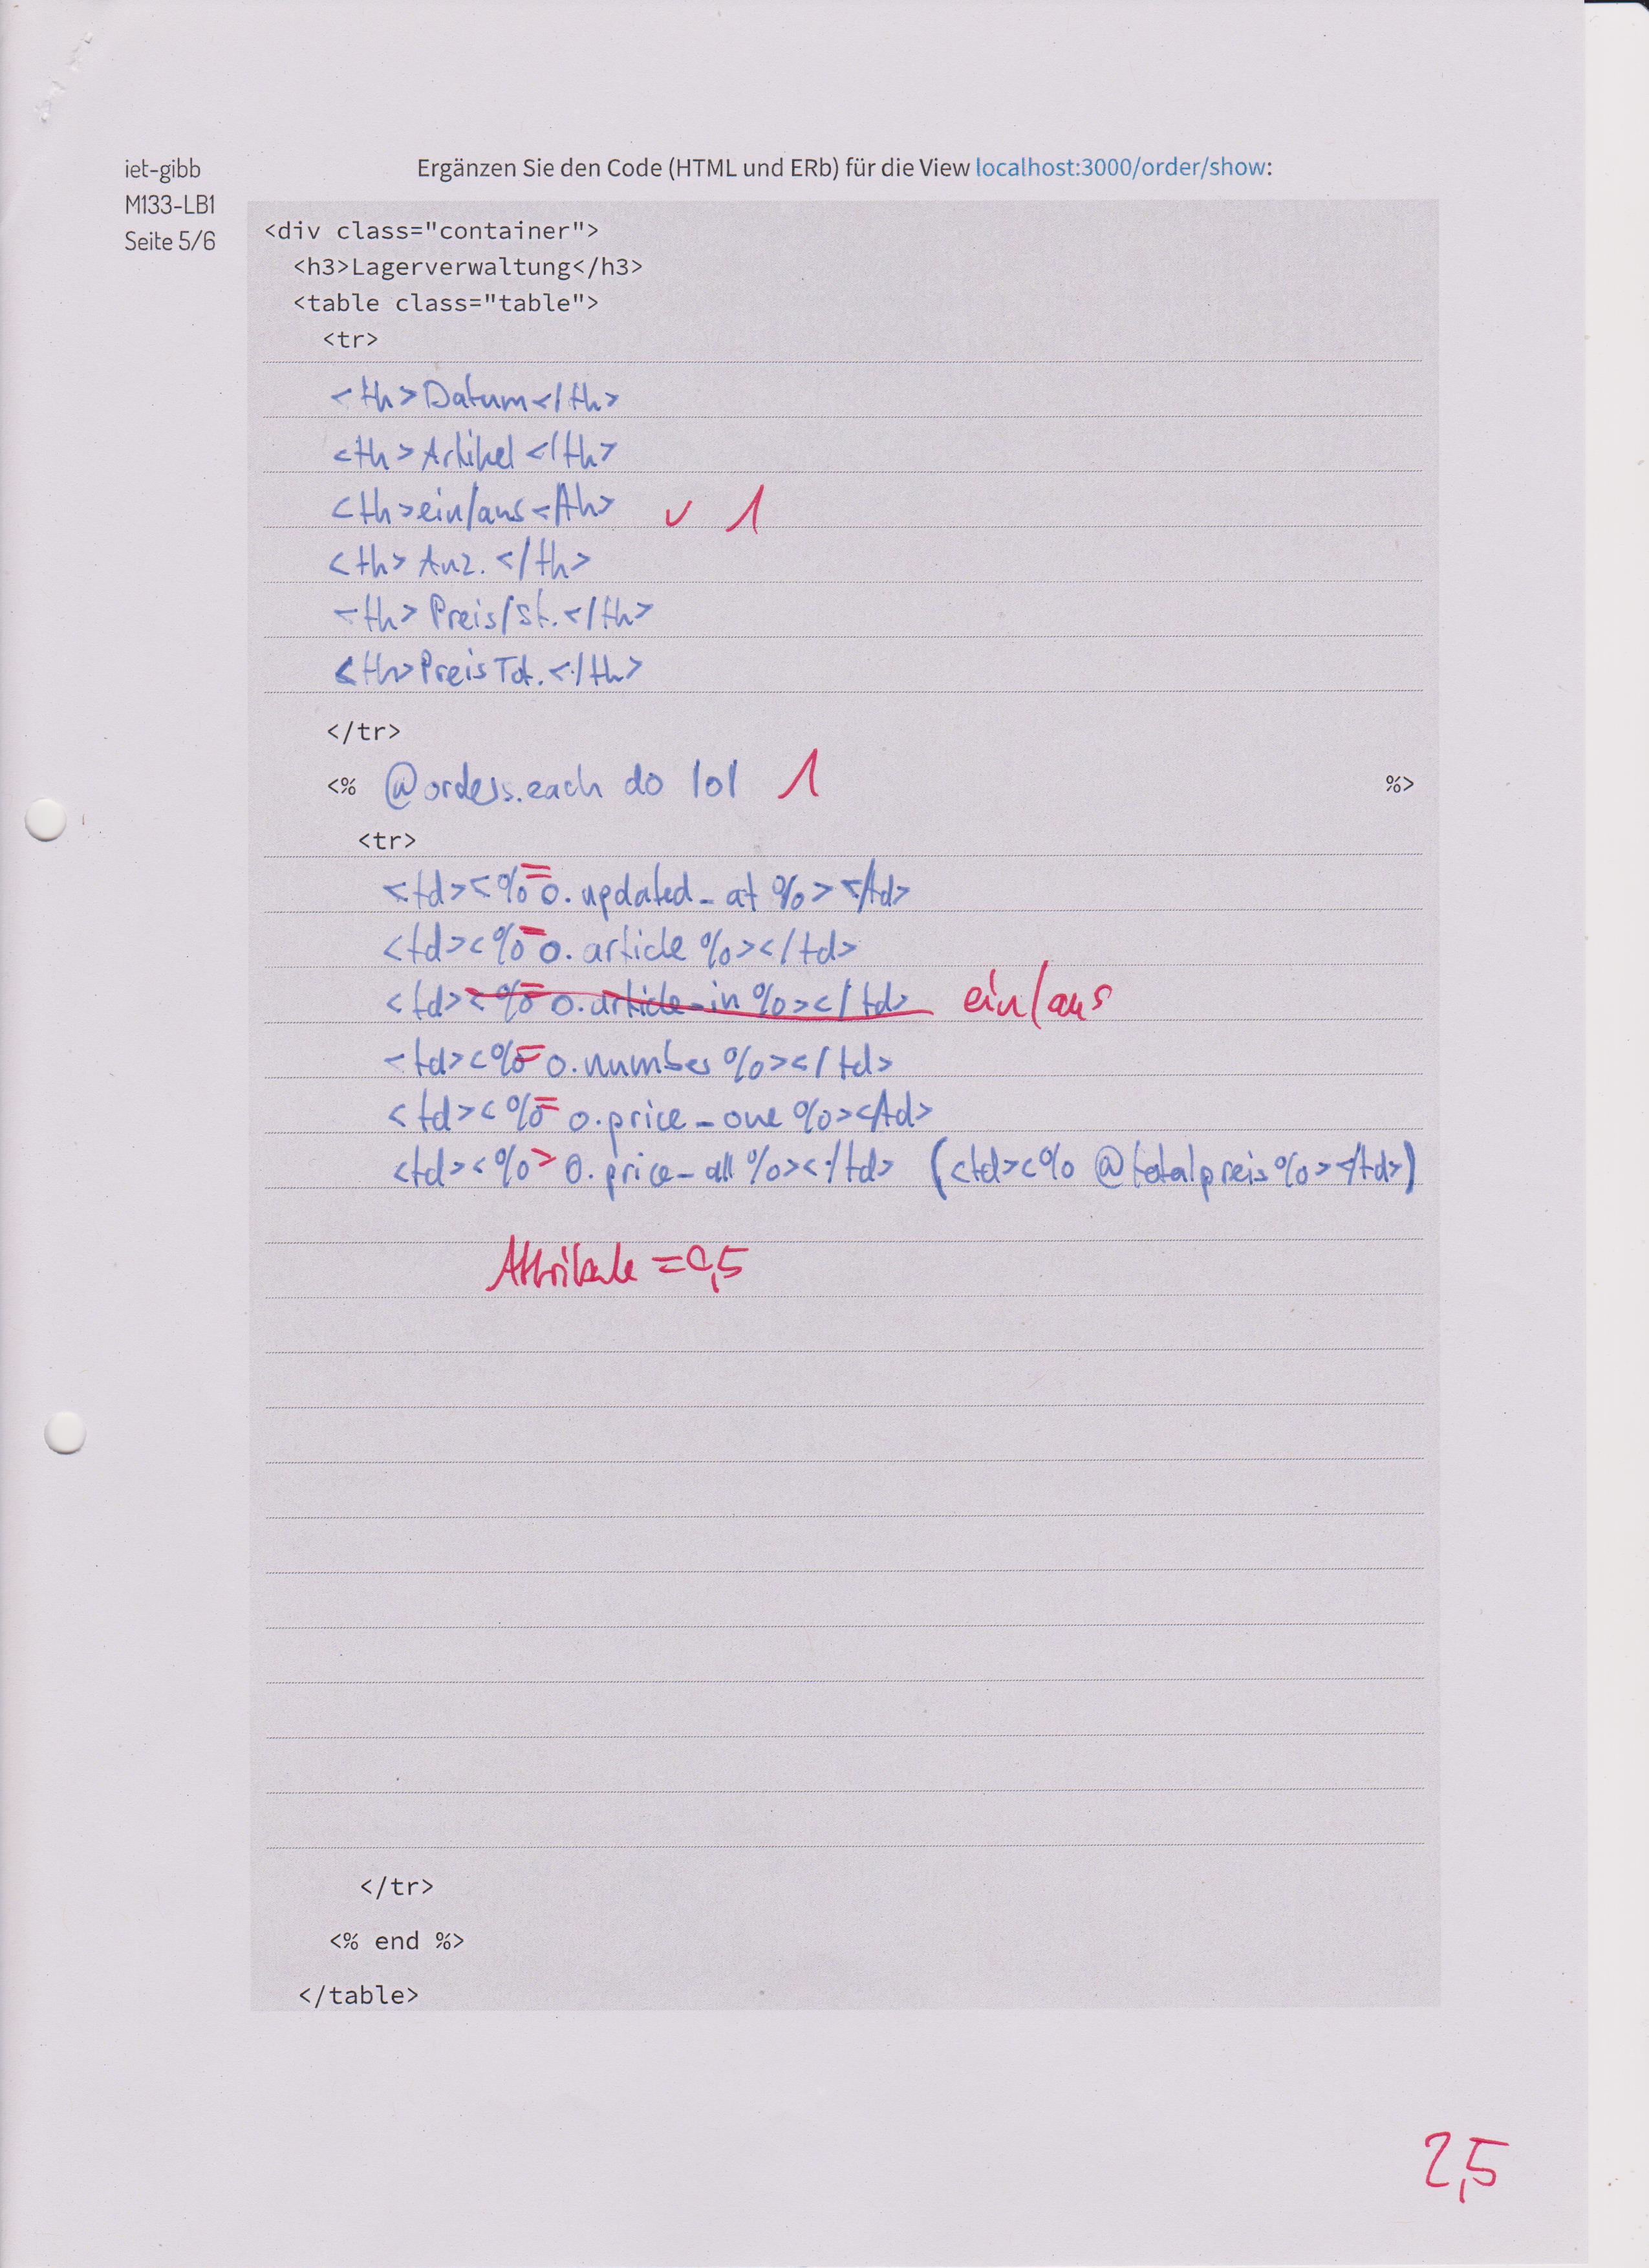 iet-gibb
M133-LB1
Seite 5/6
Ergänzen Sie den Code (HTML und ERb) für die View localhost:3000/order/show:
<div class="container">
<h3>Lagerverwaltung</h3>
<table class="table">
<tr>
<th>Datum</th>
<th>Artikel</th>
<th>ein/aus</th> ✓ 1
<th>Anz.</th>
<th>Preis/St.</th>
<th>Preis Tot.</th>
</tr>
<% @orders.each do |o| 1 %>
<tr>
<td><%= o.updated_at %></td>
<td><%= o.article %></td>
<td><%= o.article_in %></td> ein/aus
<td><%= o.number %></td>
<td><%= o.price_one %></td>
<td><%= o.price_all %></td> (<td><% @totalpreis %></td>)
Attribute = 0,5
</tr>
<% end %>
</table>
2,5